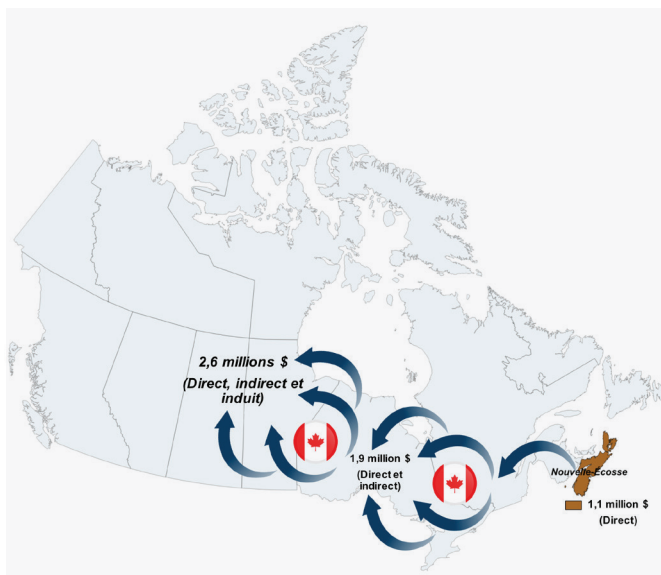 2,6 millions $
(Direct, indirect et
induit)
1,9 million $
(Direct et
indirect)
Nouvelle-Écosse
1,1 million $
(Direct)